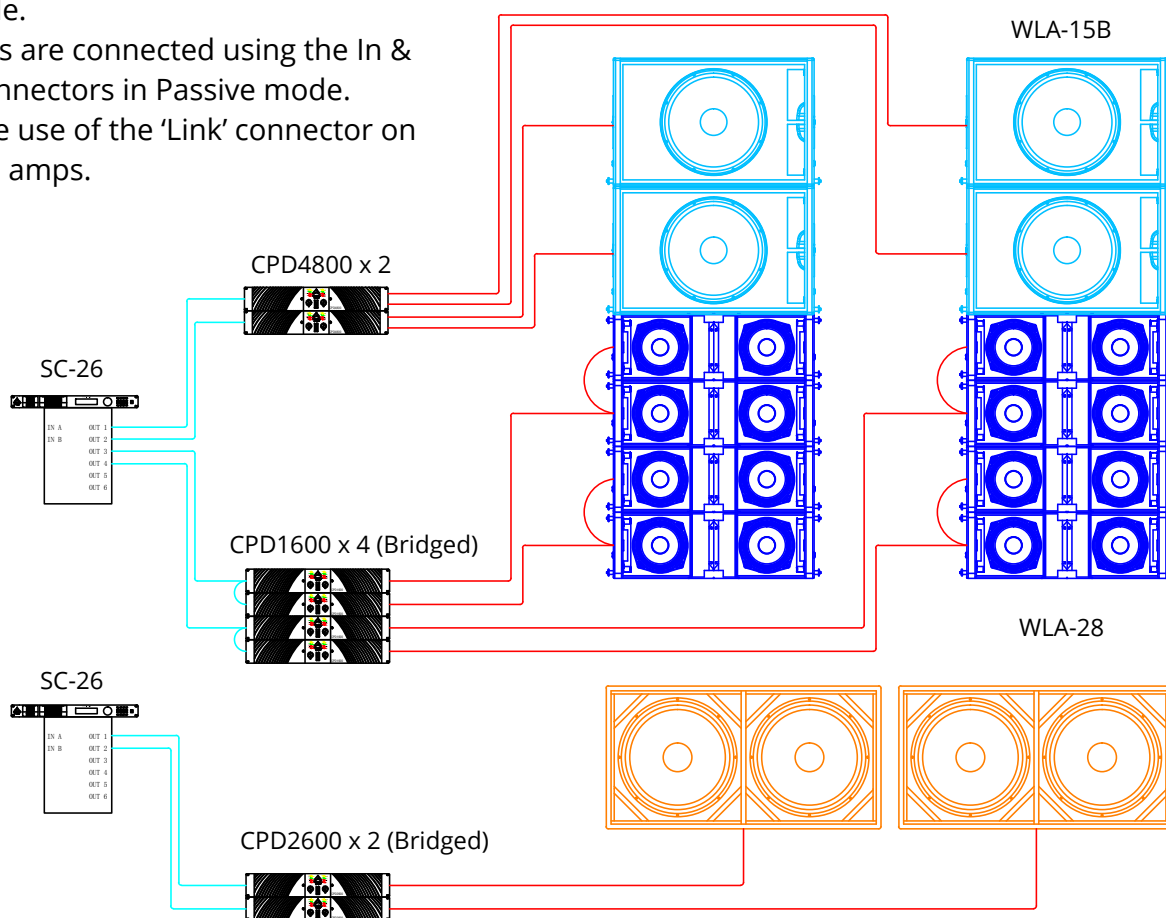 le.
s are connected using the In &
nnectors in Passive mode.
e use of the ‘Link’ connector on
amps.
WLA-15B
CPD4800 x 2
SC-26
IN A OUT 1
IN B OUT 2
OUT 3
OUT 4
OUT 5
OUT 6
CPD1600 x 4 (Bridged)
WLA-28
SC-26
IN A OUT 1
IN B OUT 2
OUT 3
OUT 4
OUT 5
OUT 6
CPD2600 x 2 (Bridged)